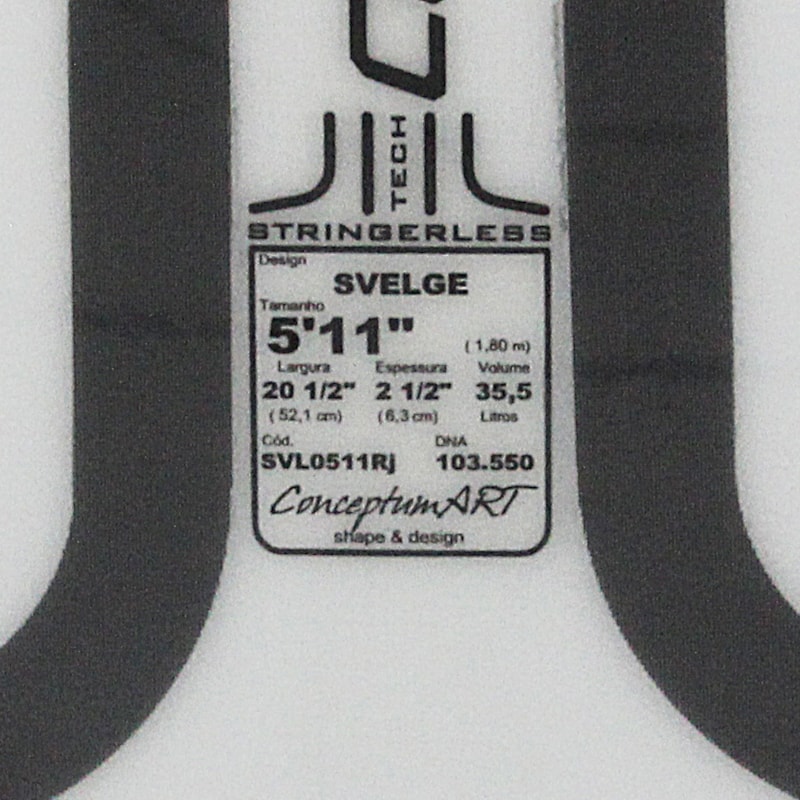 TECH
STRINGERLESS
Design
SVELGE
Tamanho
5'11" (1,80 m)
Largura Espessura Volume
20 1/2" 2 1/2" 35,5
(52,1 cm) (6,3 cm) Litros
Cód. DNA
SVL0511Rj 103.550
ConceptumART
shape & design